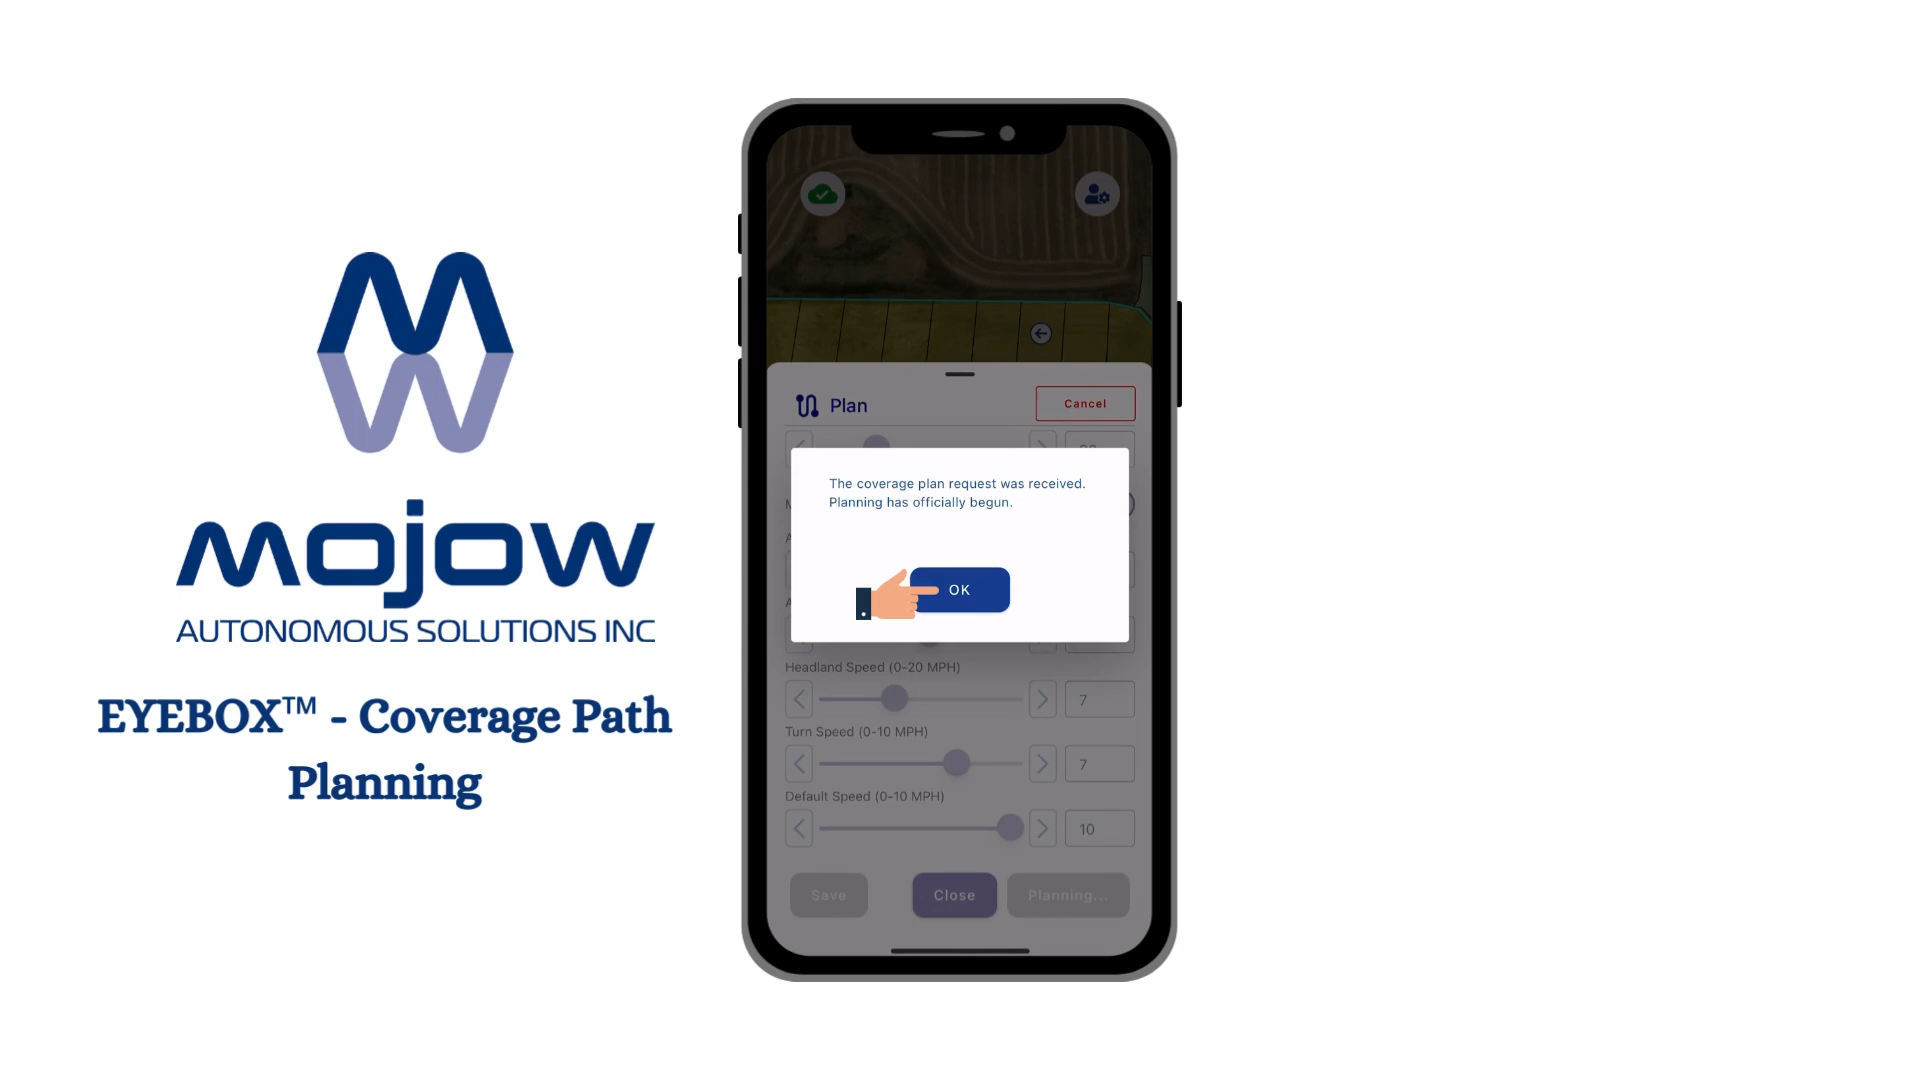 mojow
AUTONOMOUS SOLUTIONS INC
EYEBOX™ - Coverage Path
Planning
Plan
Cancel
The coverage plan request was received.
Planning has officially begun.
OK
Headland Speed (0-20 MPH)
7
Turn Speed (0-10 MPH)
7
Default Speed (0-10 MPH)
10
Save
Close
Planning...